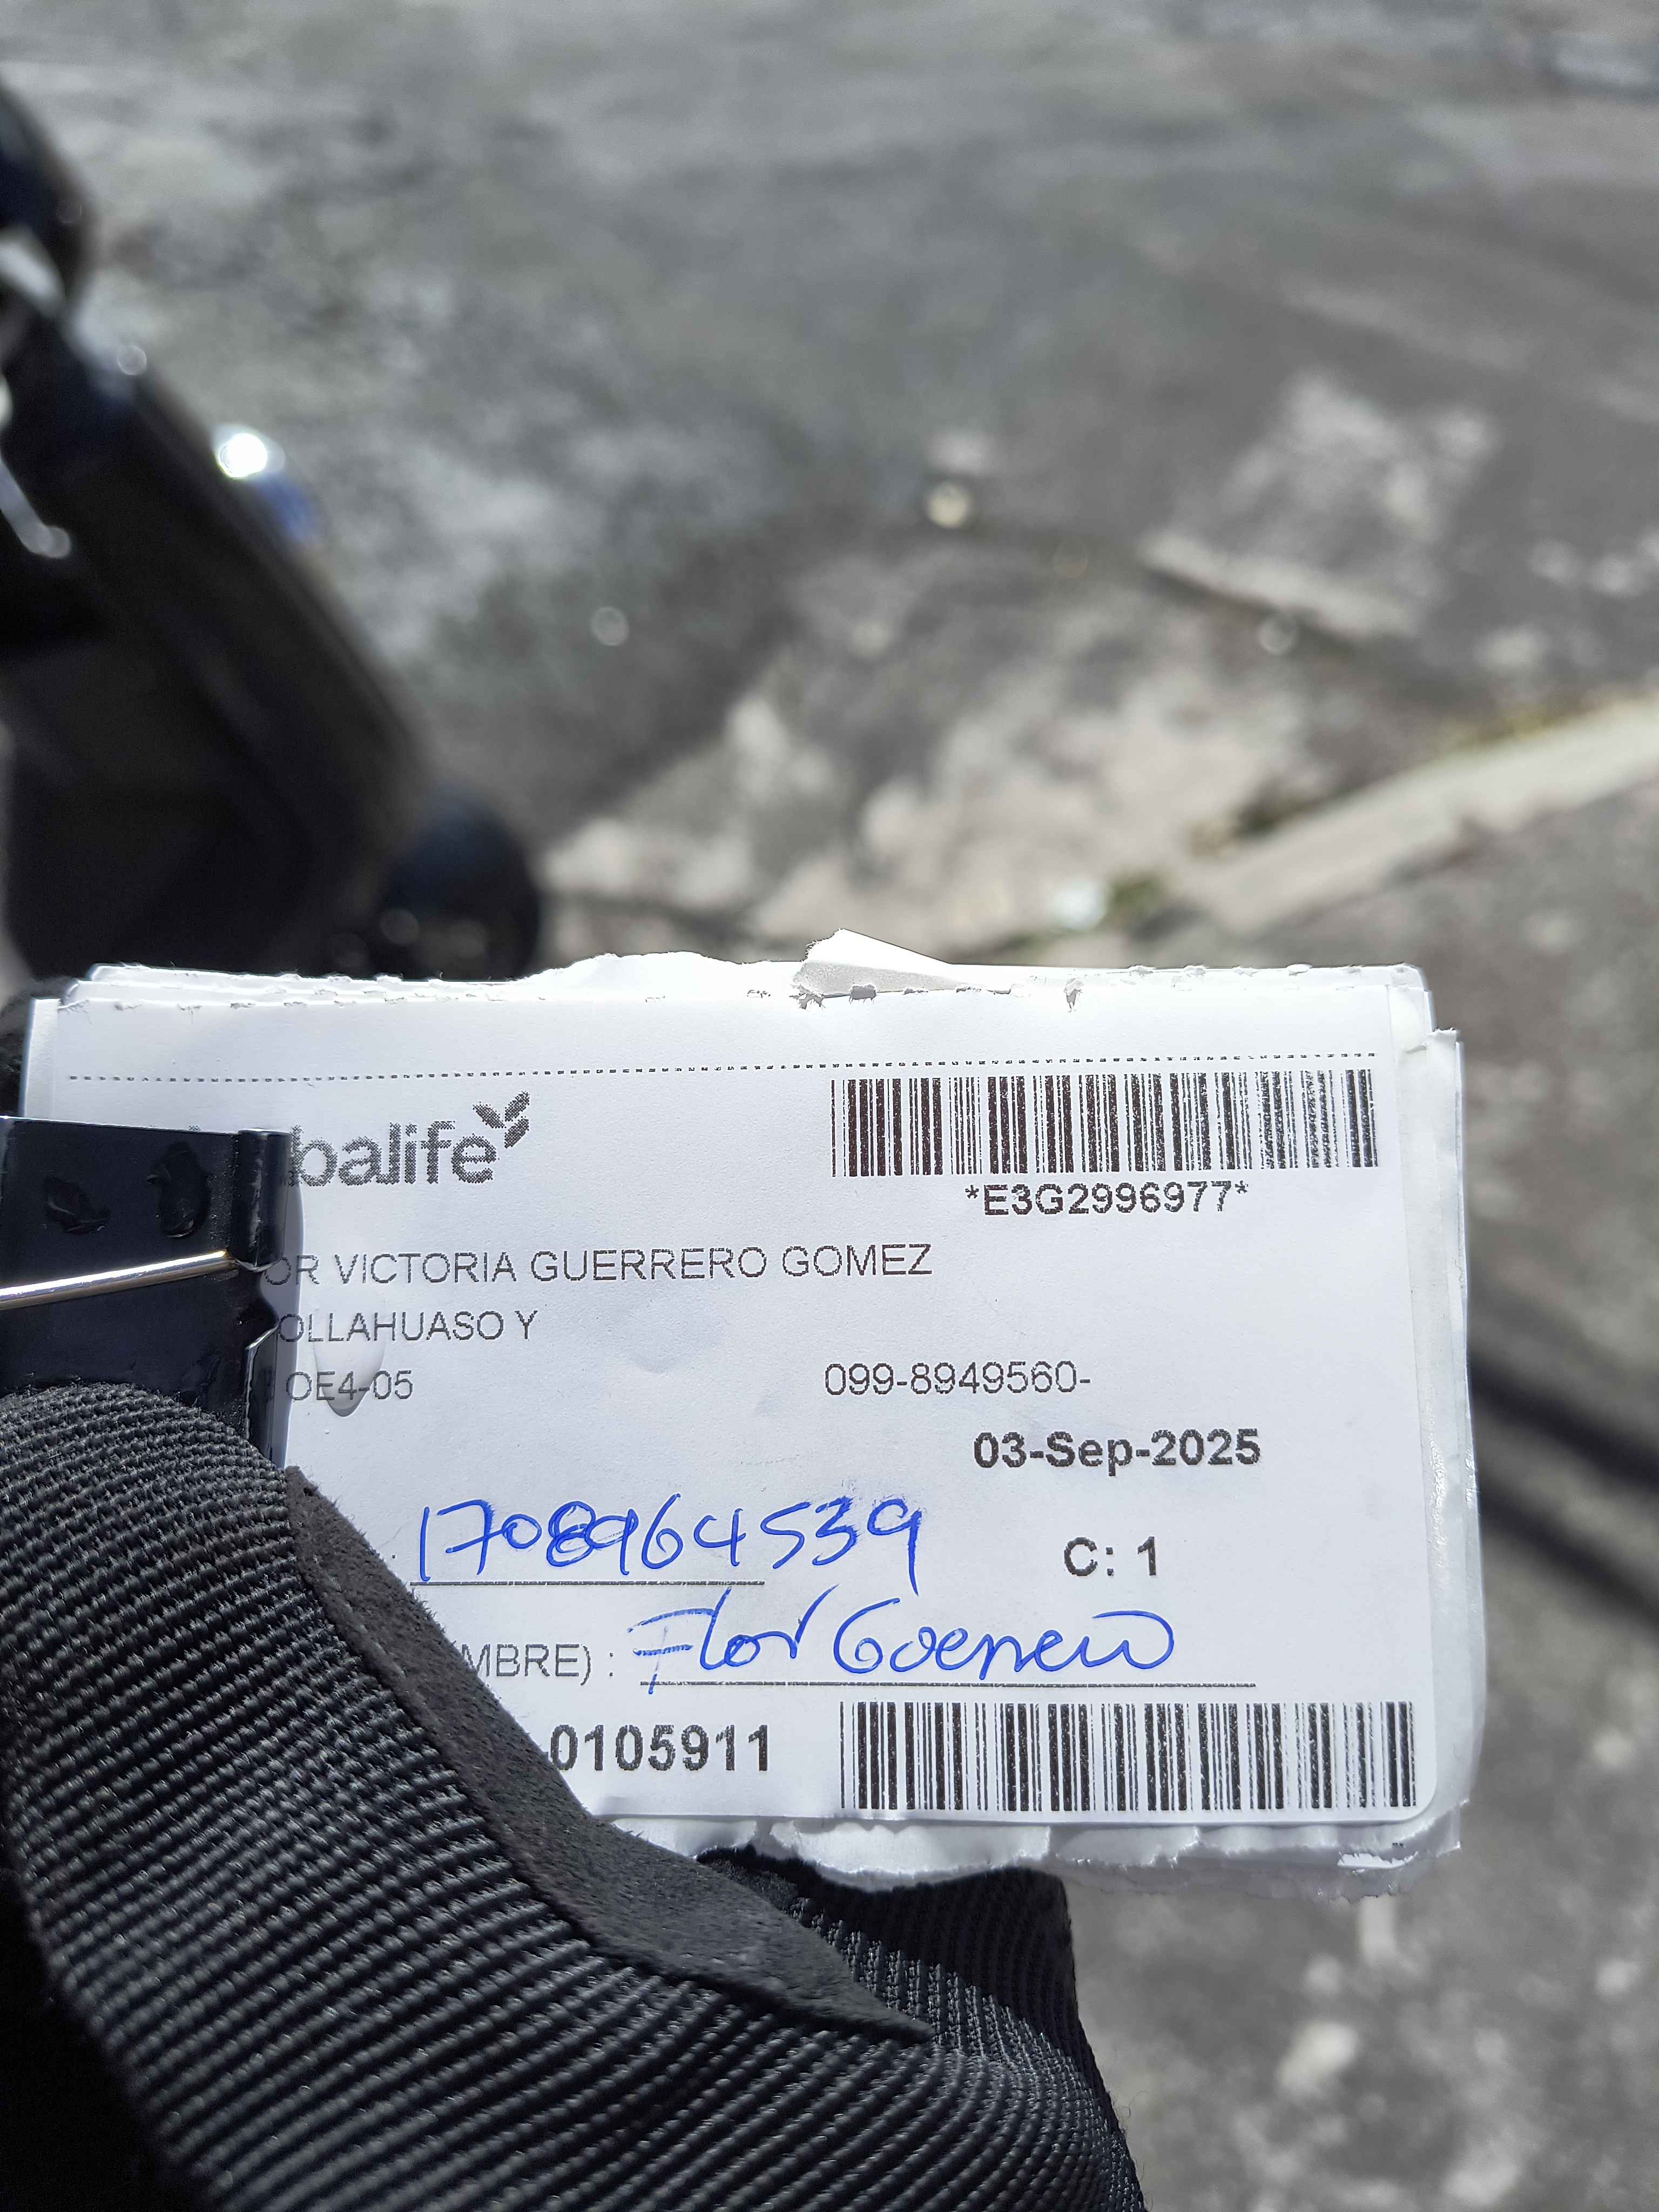 balife
*E3G2996977*
OR VICTORIA GUERRERO GOMEZ
OLLAHUASO Y
OE4-05
099-8949560-
03-Sep-2025
1708964539
C: 1
MBRE) : Flor Guerrero
0105911